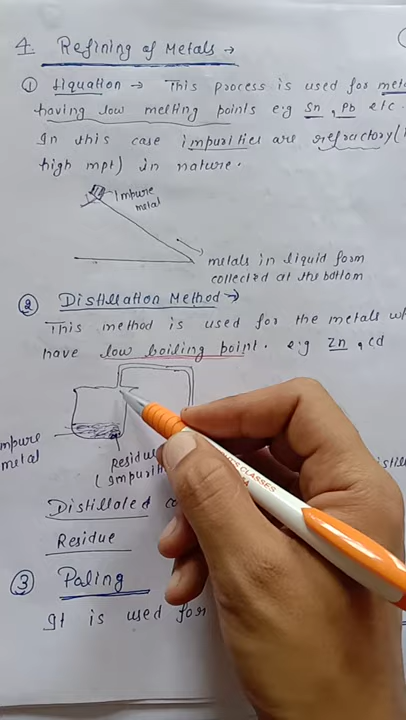 4. Refining of Metals →
① Liquation → This process is used for metals
having low melting points e.g Sn, Pb etc.
In this case impurities are refractory (
high mpt) in nature.
Impure
metal
metals in liquid form
collected at the bottom
② Distillation Method →
This method is used for the metals wh
have low boiling point. e.g Zn, Cd
Impure
metal
Residue
(Impurit
Distillated
Residue
③ Poling
It is used for